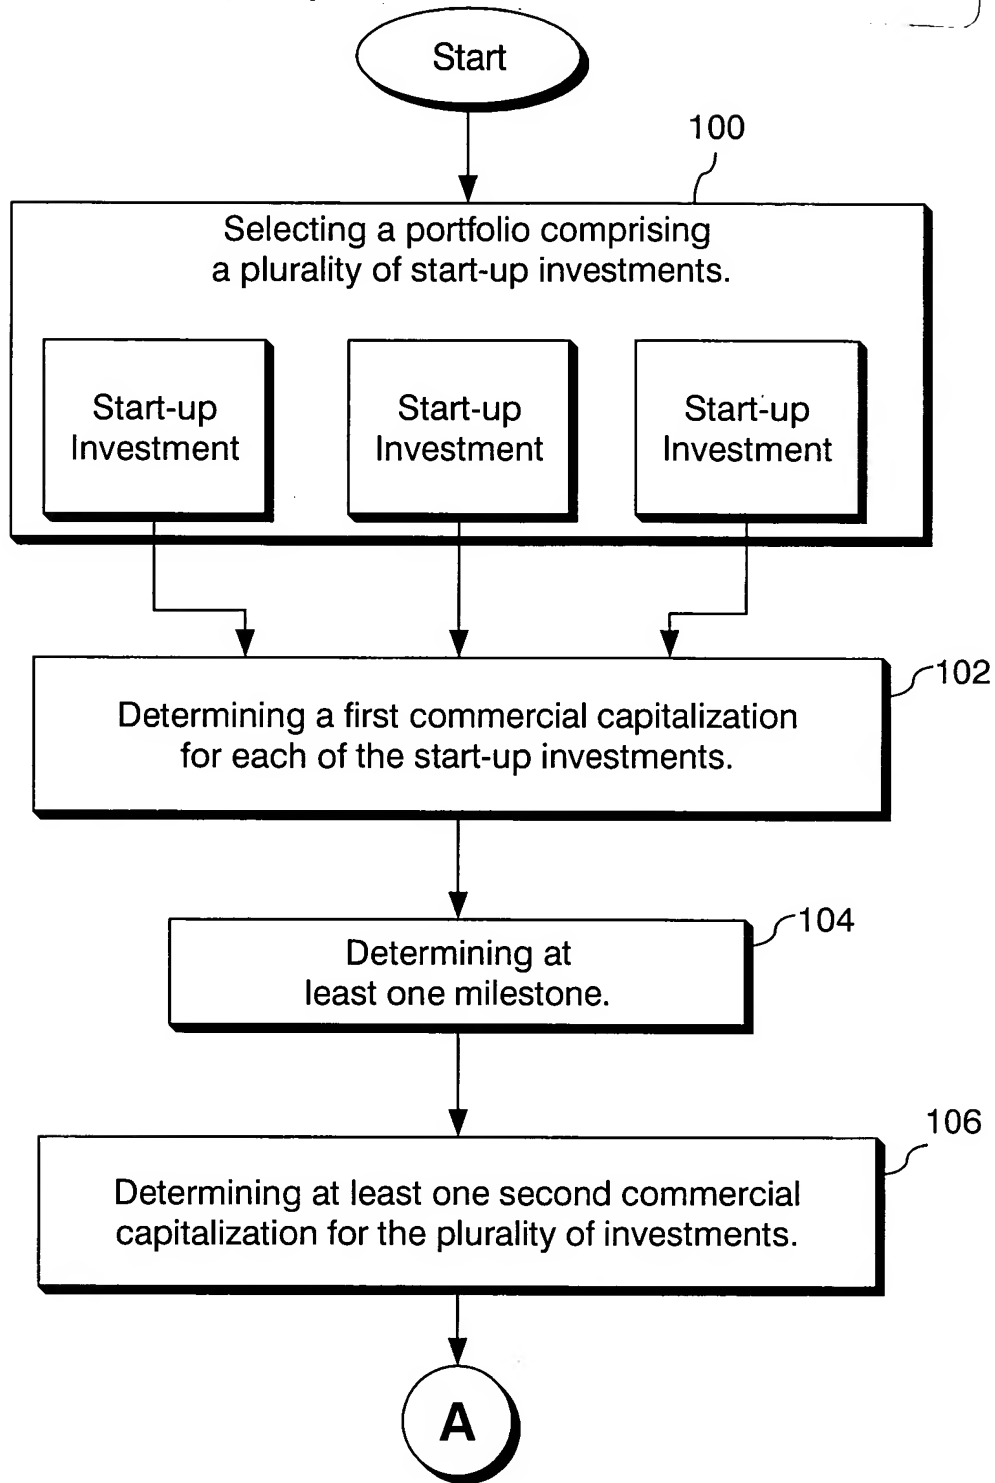 Start
100
Selecting a portfolio comprising
a plurality of start-up investments.
Start-up
Investment
Start-up
Investment
Start-up
Investment
102
Determining a first commercial capitalization
for each of the start-up investments.
104
Determining at
least one milestone.
106
Determining at least one second commercial
capitalization for the plurality of investments.
A